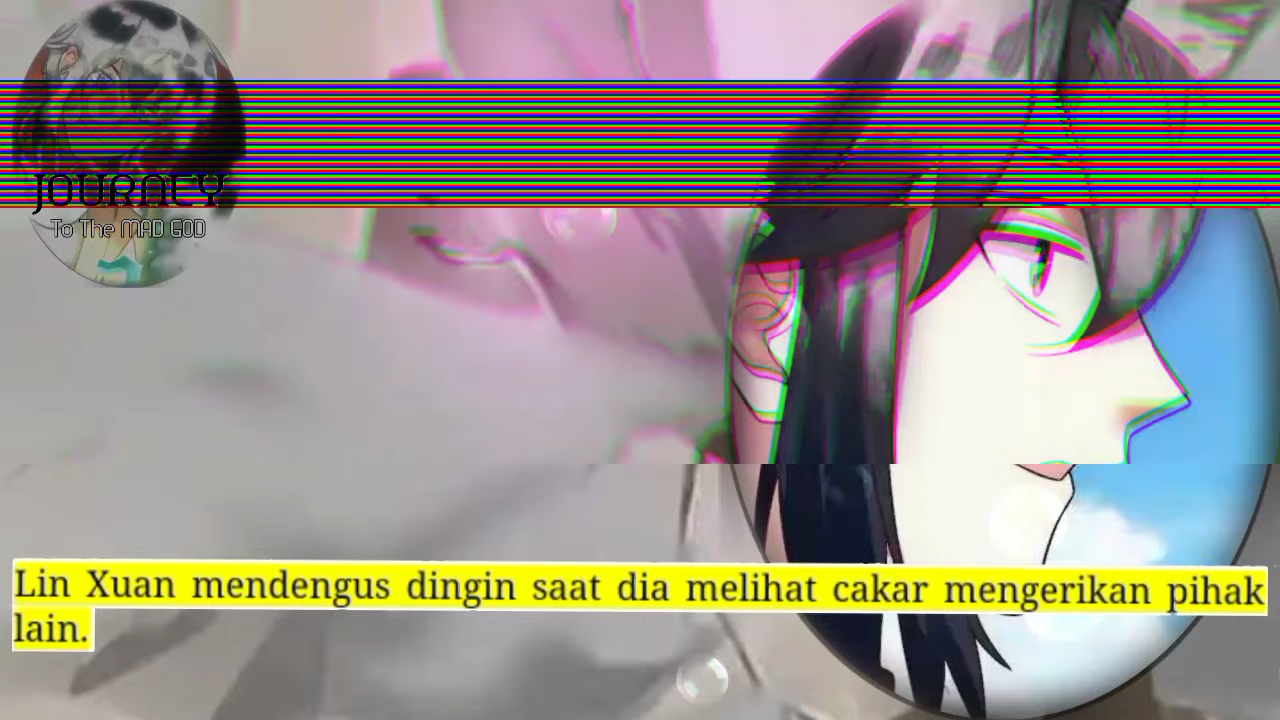 JOURNEY
To The MAD GOD
Lin Xuan mendengus dingin saat dia melihat cakar mengerikan pihak
lain.